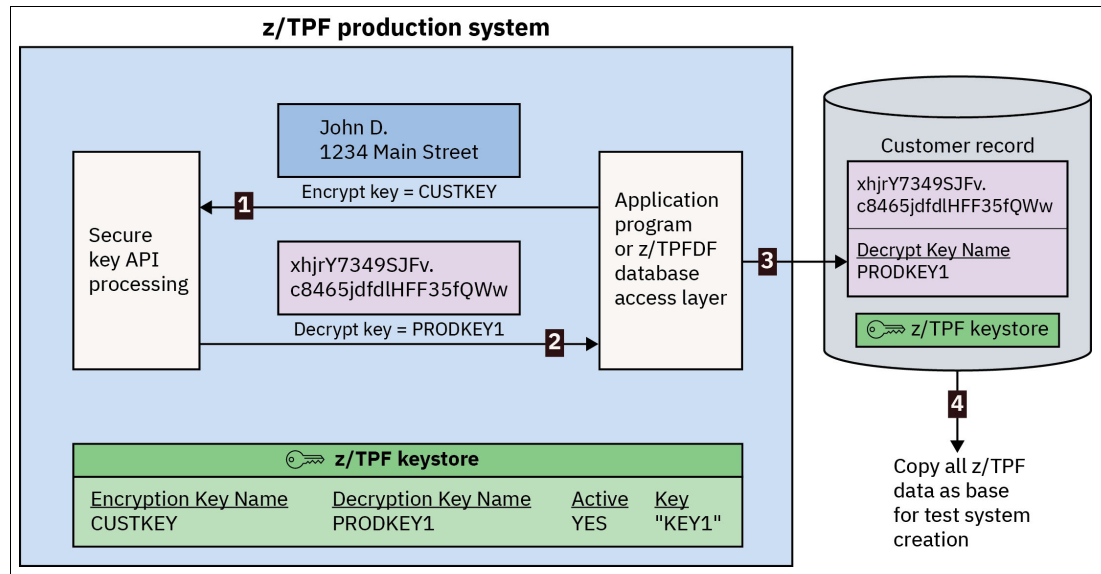 z/TPF production system
John D.
1234 Main Street
Encrypt key = CUSTKEY
1
Secure
key API
processing
xhjrY7349SJFv.
c8465jdfdlHFF35fQWw
Decrypt key = PRODKEY1
2
Application
program
or z/TPFDF
database
access layer
3
Customer record
xhjrY7349SJFv.
c8465jdfdlHFF35fQWw
Decrypt Key Name
PRODKEY1
z/TPF keystore
4
Copy all z/TPF
data as base
for test system
creation
z/TPF keystore
Encryption Key Name Decryption Key Name Active Key
CUSTKEY PRODKEY1 YES "KEY1"